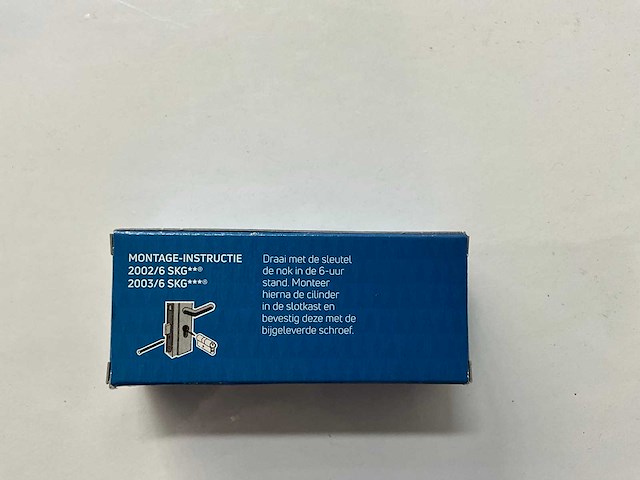 MONTAGE-INSTRUCTIE
2002/6 SKG**®
2003/6 SKG***®
Draai met de sleutel
de nok in de 6-uur
stand. Monteer
hierna de cilinder
in de slotkast en
bevestig deze met de
bijgeleverde schroef.